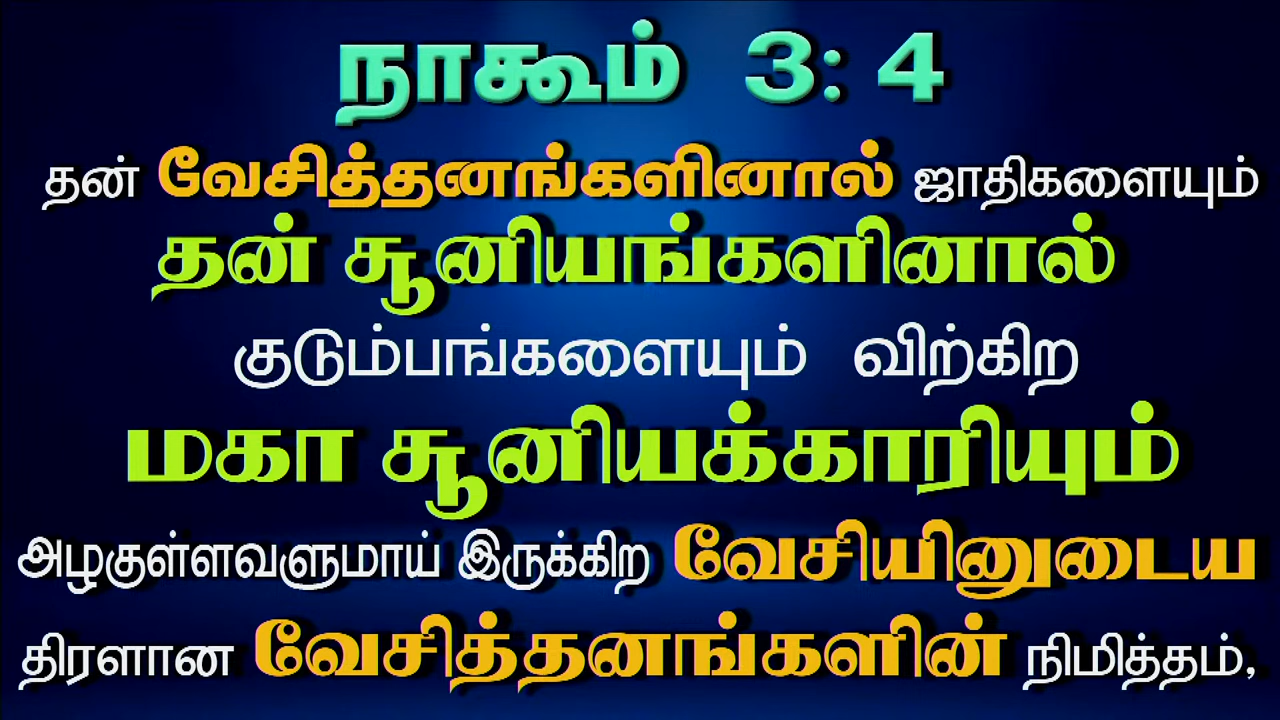 நாகூம் 3: 4
தன் வேசித்தனங்களினால் ஜாதிகளையும்
தன் சூனியங்களினால்
குடும்பங்களையும் விற்கிற
மகா சூனியக்காரியும்
அழகுள்ளவளுமாய் இருக்கிற வேசியினுடைய
திரளான வேசித்தனங்களின் நிமித்தம்,